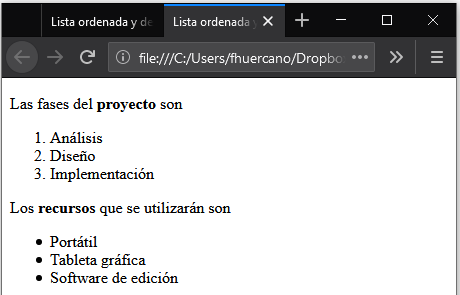 Lista ordenada y de
Lista ordenada y
file:///C:/Users/fhuercano/Dropbo
Las fases del proyecto son
1. Análisis
2. Diseño
3. Implementación
Los recursos que se utilizarán son
Portátil
Tableta gráfica
Software de edición